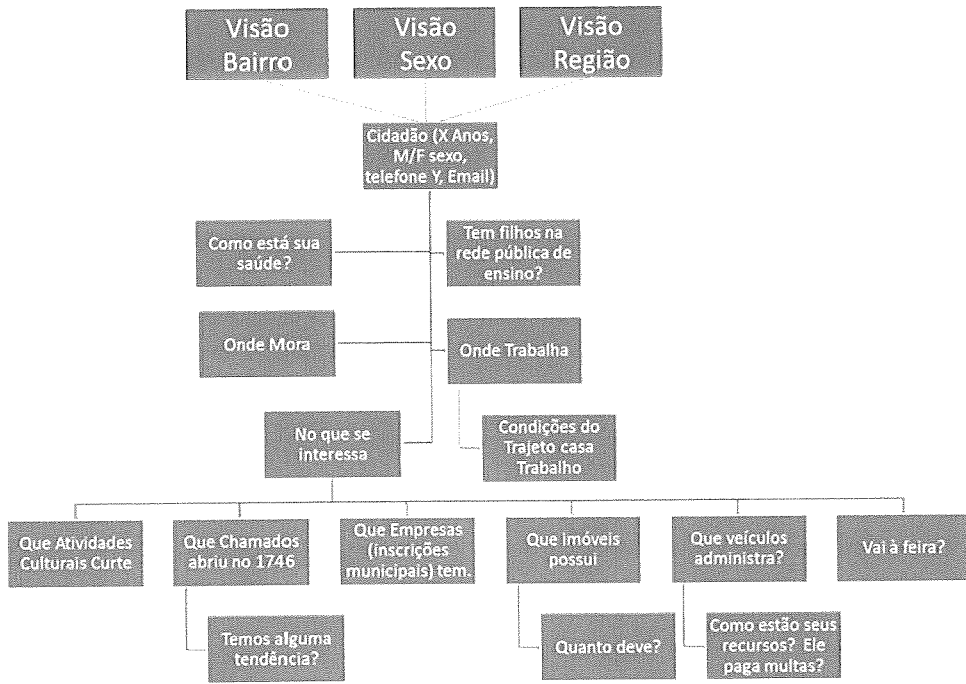 Visão
Bairro
Visão
Sexo
Visão
Região
Cidadão (X Anos,
M/F sexo,
telefone Y, Email)
Como está sua
saúde?
Tem filhos na
rede pública de
ensino?
Onde Mora
Onde Trabalha
No que se
interessa
Condições do
Trajeto casa
Trabalho
Que Atividades
Culturais Curte
Que Chamados
abriu no 1746
Que Empresas
(inscrições
municipais) tem.
Que imóveis
possui
Que veículos
administra?
Vai à feira?
Temos alguma
tendência?
Quanto deve?
Como estão seus
recursos? Ele
paga multas?